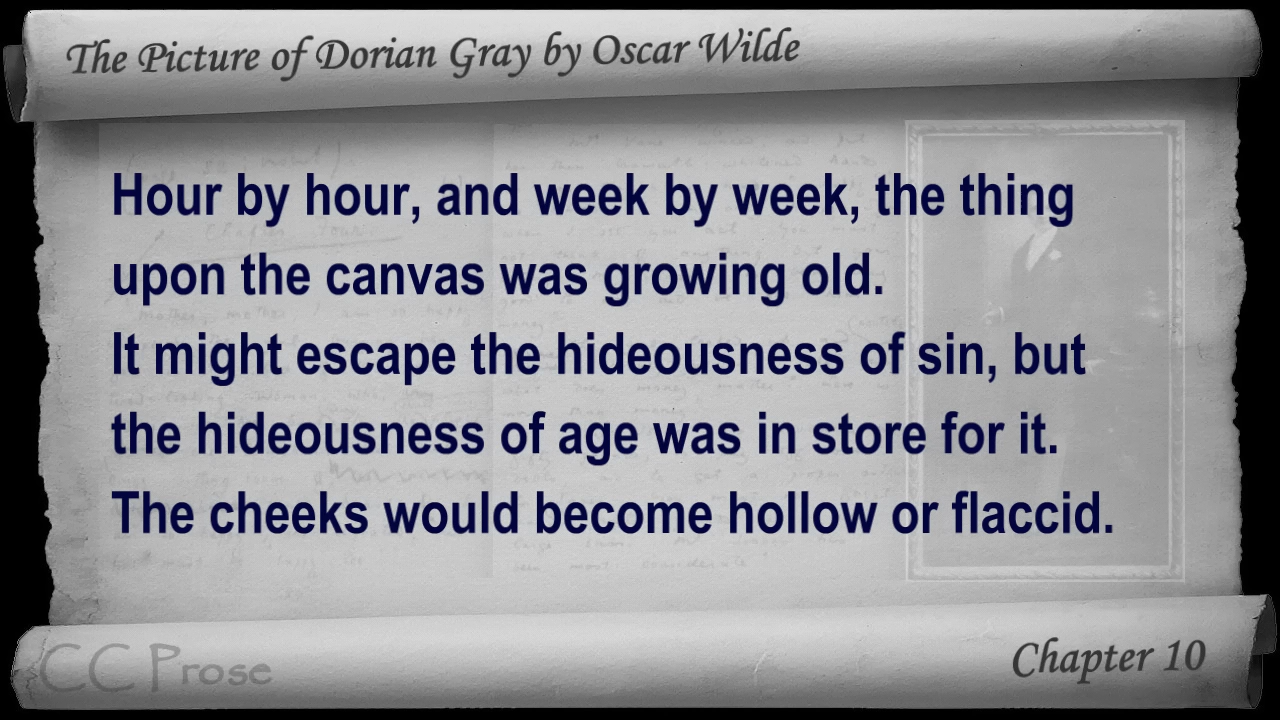 The Picture of Dorian Gray by Oscar Wilde
Hour by hour, and week by week, the thing
upon the canvas was growing old.
It might escape the hideousness of sin, but
the hideousness of age was in store for it.
The cheeks would become hollow or flaccid.
CC Prose
Chapter 10